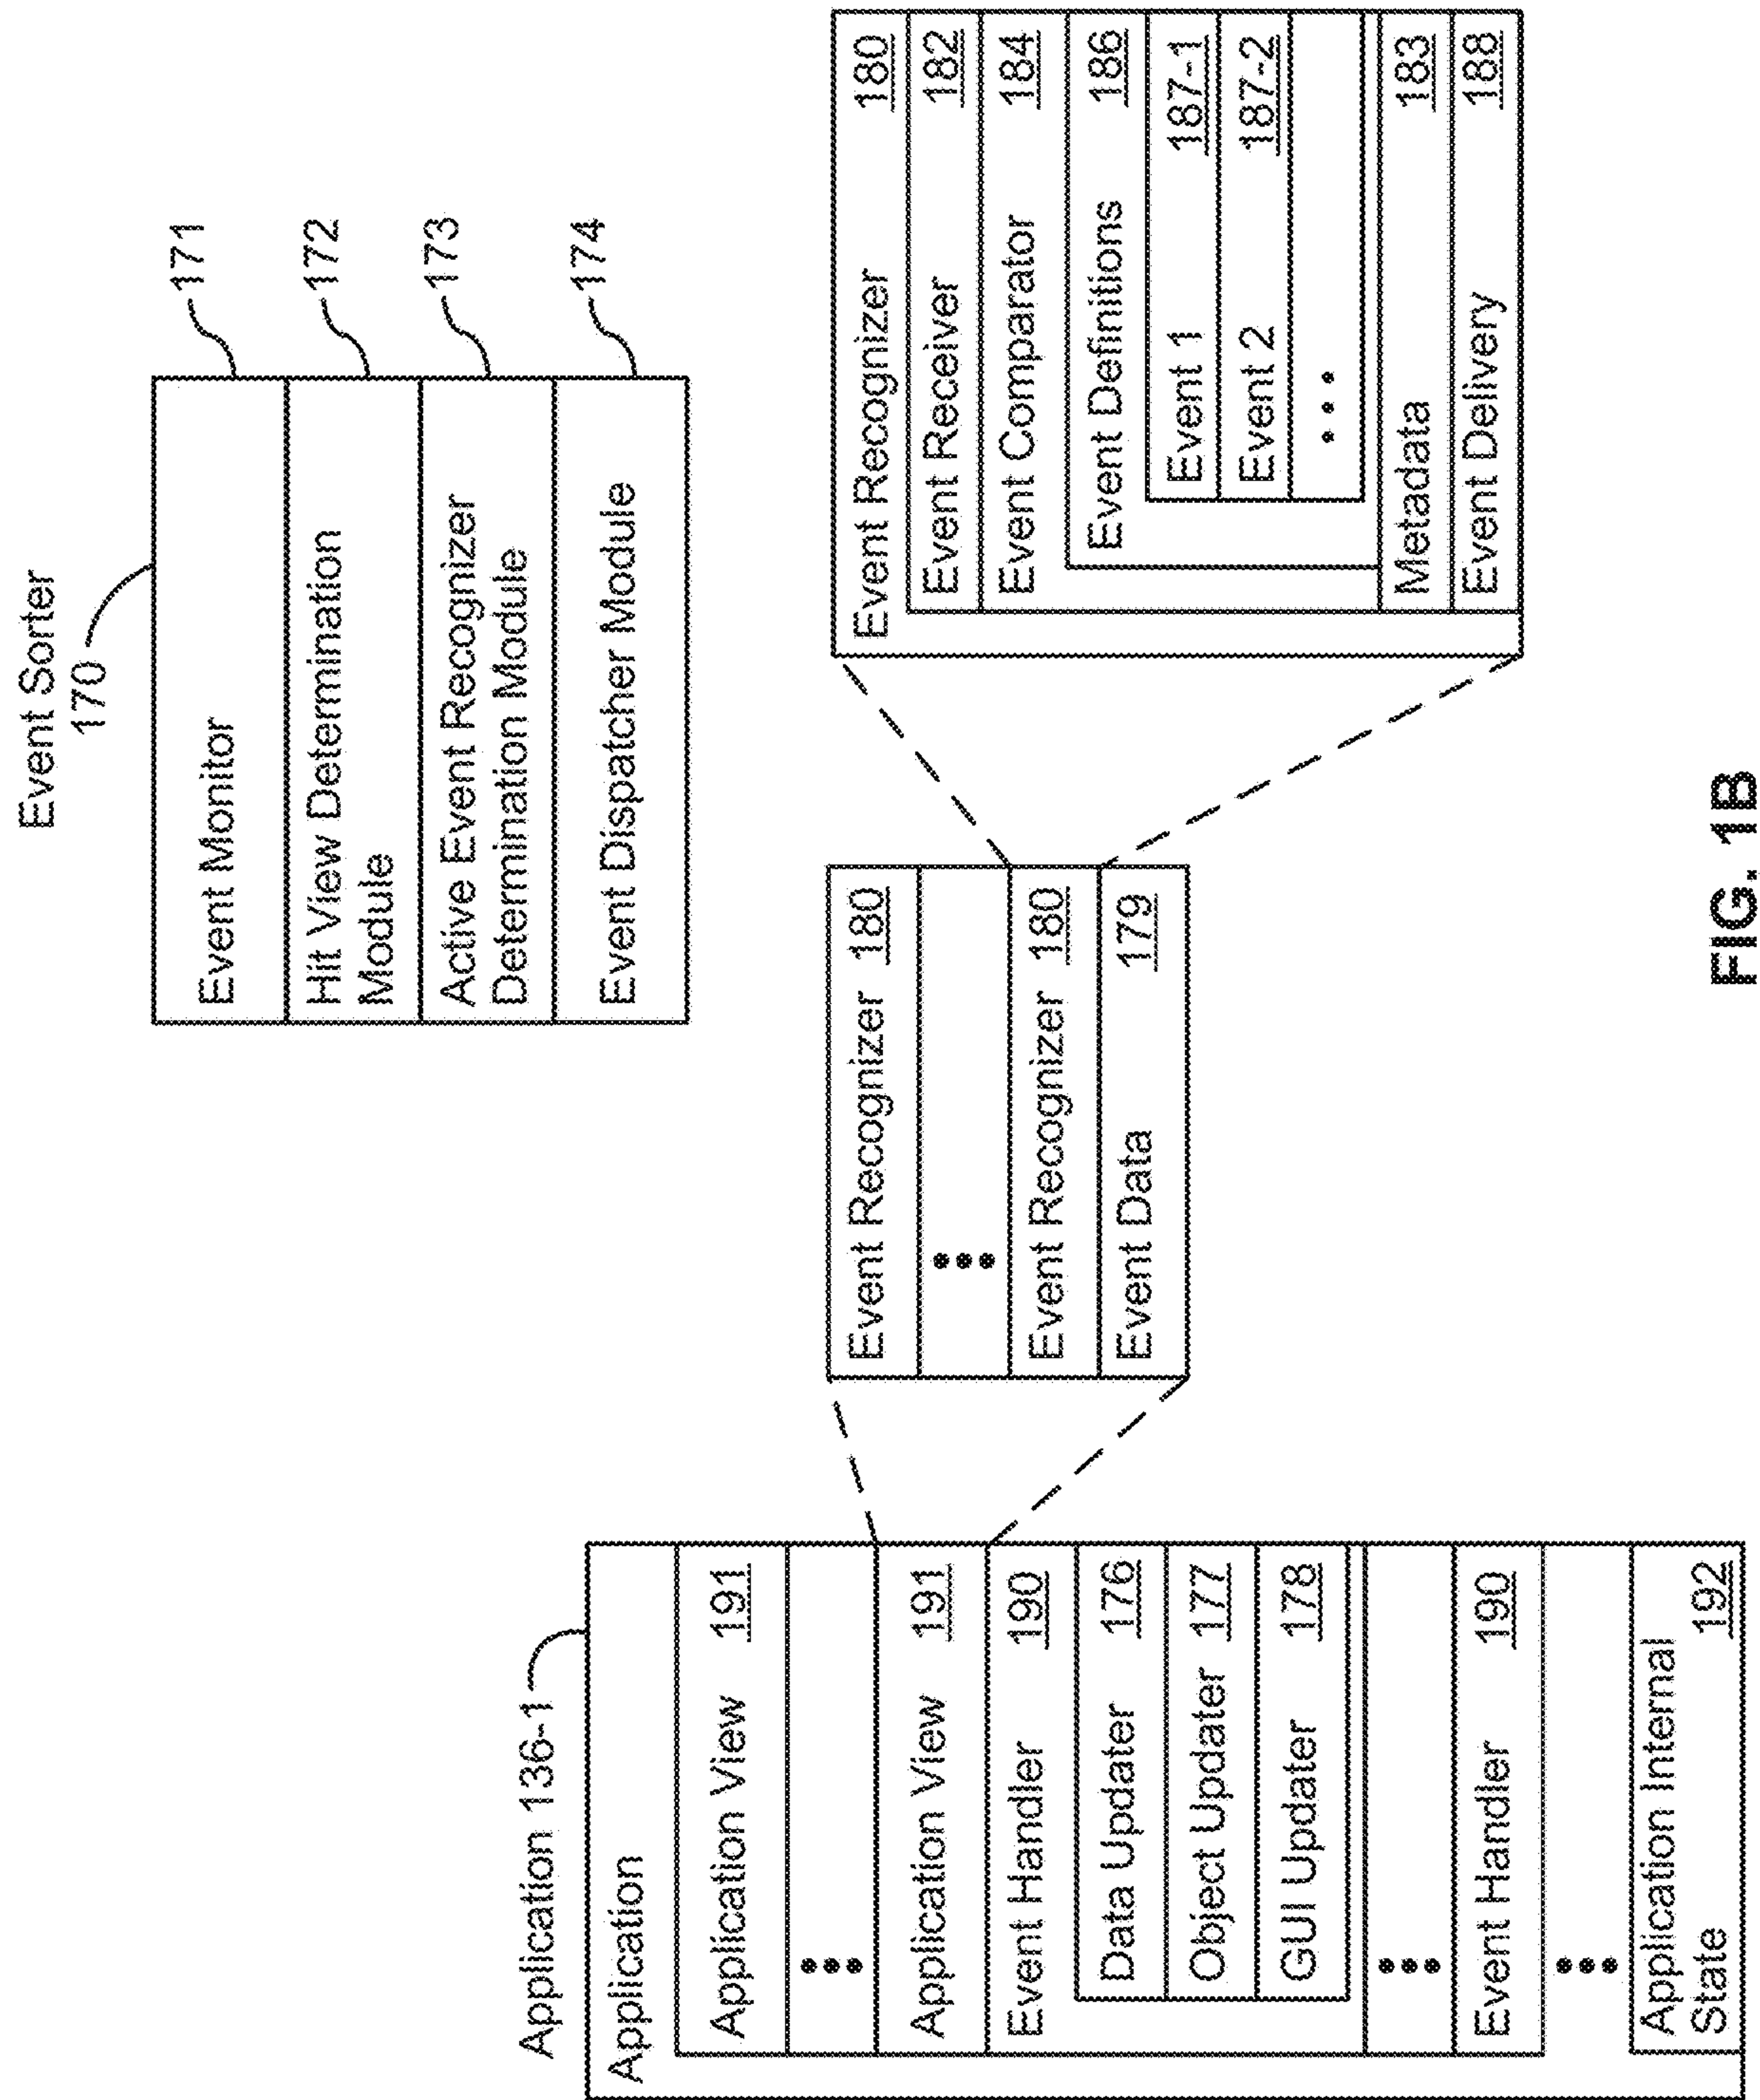 Event Sorter
170
Event Monitor
171
Hit View Determination
Module
172
Active Event Recognizer
Determination Module
173
Event Dispatcher Module
174
Application 136-1
Application
Application View 191
•••
Application View 191
Event Handler 190
Data Updater 176
Object Updater 177
GUI Updater 178
•••
Event Handler 190
•••
Application Internal
State 192
Event Recognizer 180
•••
Event Recognizer 180
Event Data 179
Event Recognizer 180
Event Receiver 182
Event Comparator 184
Event Definitions 186
Event 1 187-1
Event 2 187-2
•••
Metadata 183
Event Delivery 188
FIG. 1B